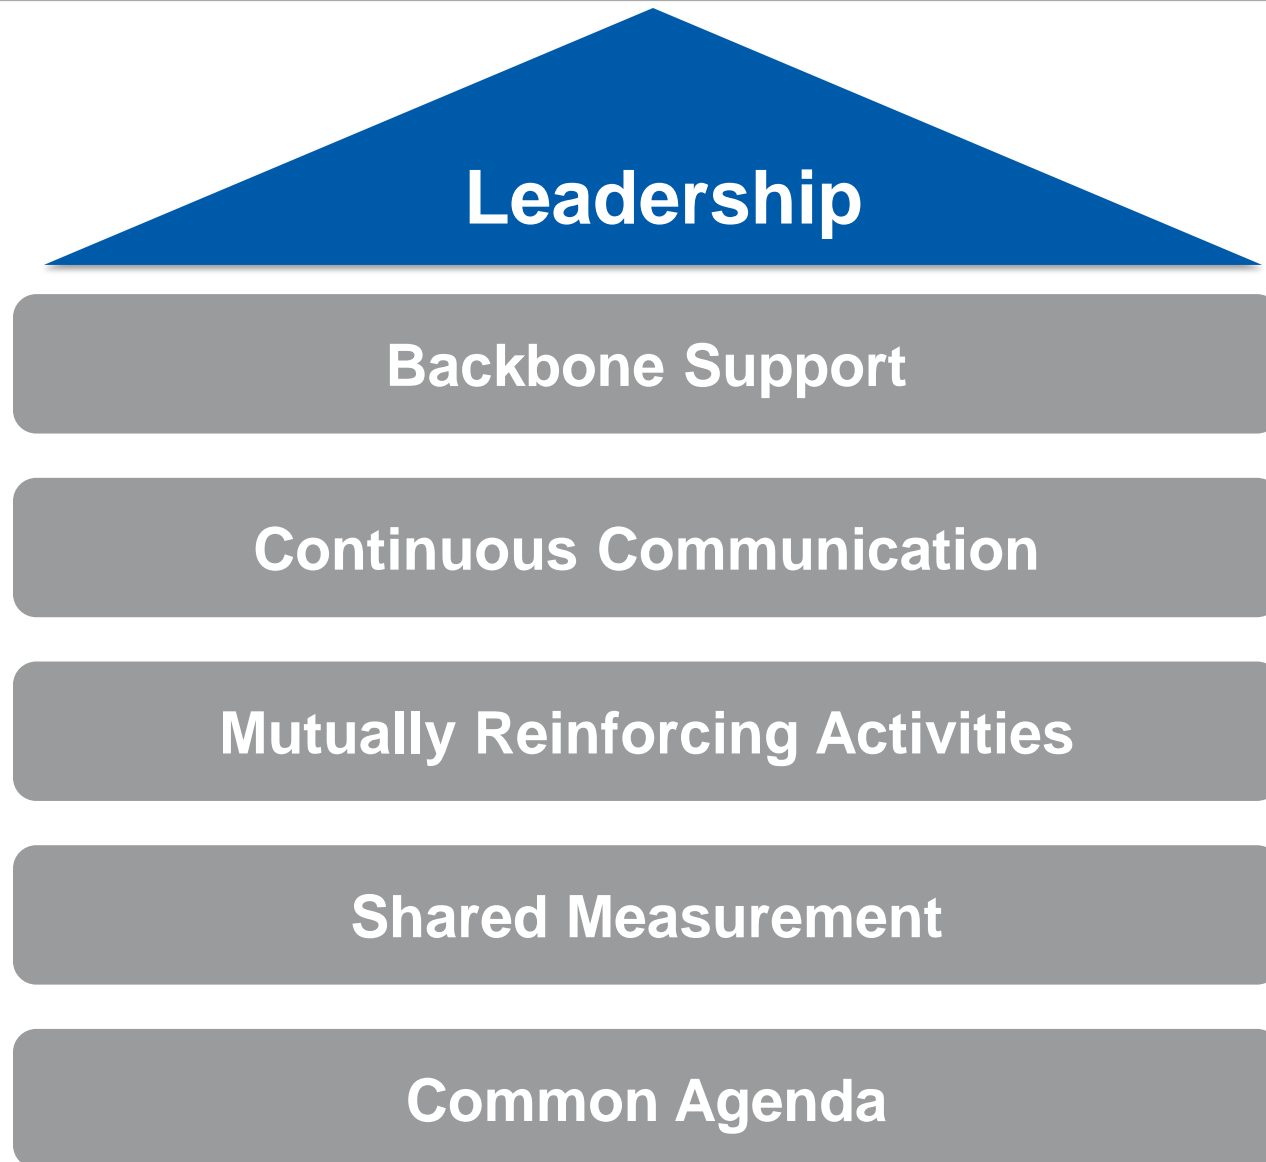 Leadership
Backbone Support
Continuous Communication
Mutually Reinforcing Activities
Shared Measurement
Common Agenda